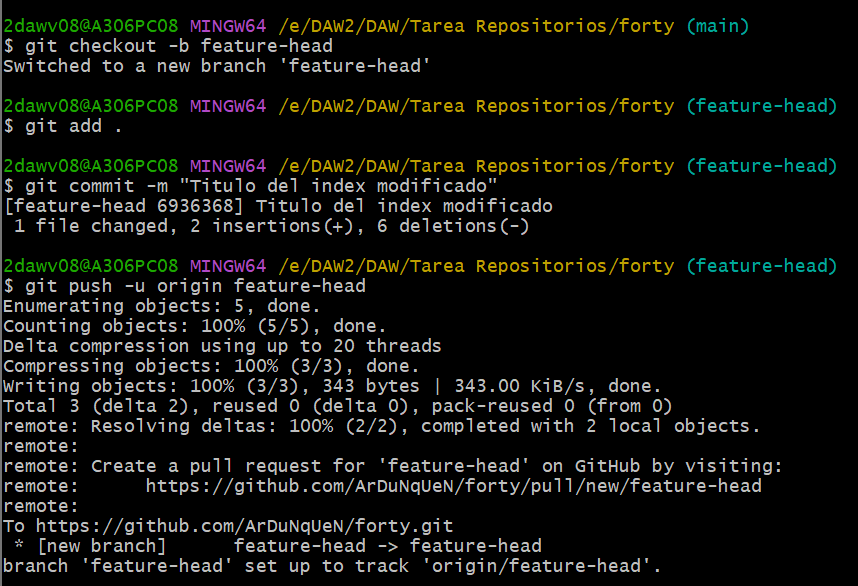 2dawv08@A306PC08 MINGW64 /e/DAW2/DAW/Tarea Repositorios/forty (main)
$ git checkout -b feature-head
Switched to a new branch 'feature-head'
2dawv08@A306PC08 MINGW64 /e/DAW2/DAW/Tarea Repositorios/forty (feature-head)
$ git add .
2dawv08@A306PC08 MINGW64 /e/DAW2/DAW/Tarea Repositorios/forty (feature-head)
$ git commit -m "Titulo del index modificado"
[feature-head 6936368] Titulo del index modificado
 1 file changed, 2 insertions(+), 6 deletions(-)
2dawv08@A306PC08 MINGW64 /e/DAW2/DAW/Tarea Repositorios/forty (feature-head)
$ git push -u origin feature-head
Enumerating objects: 5, done.
Counting objects: 100% (5/5), done.
Delta compression using up to 20 threads
Compressing objects: 100% (3/3), done.
Writing objects: 100% (3/3), 343 bytes | 343.00 KiB/s, done.
Total 3 (delta 2), reused 0 (delta 0), pack-reused 0 (from 0)
remote: Resolving deltas: 100% (2/2), completed with 2 local objects.
remote:
remote: Create a pull request for 'feature-head' on GitHub by visiting:
remote:      https://github.com/ArDuNqUeN/forty/pull/new/feature-head
remote:
To https://github.com/ArDuNqUeN/forty.git
 * [new branch]      feature-head -> feature-head
branch 'feature-head' set up to track 'origin/feature-head'.